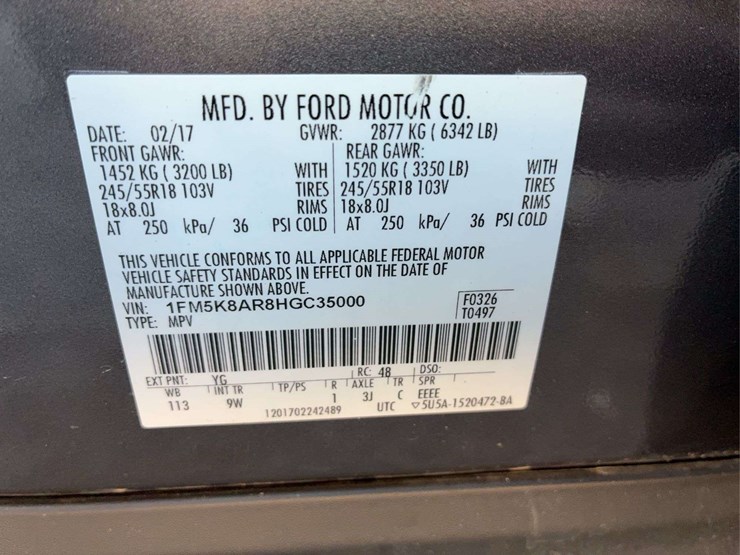 MFD. BY FORD MOTOR CO.
DATE: 02/17 GVWR: 2877 KG ( 6342 LB)
FRONT GAWR: REAR GAWR:
1452 KG ( 3200 LB) WITH 1520 KG ( 3350 LB) WITH
245/55R18 103V TIRES 245/55R18 103V TIRES
18x8.0J RIMS 18x8.0J RIMS
AT 250 kPa/ 36 PSI COLD AT 250 kPa/ 36 PSI COLD
THIS VEHICLE CONFORMS TO ALL APPLICABLE FEDERAL MOTOR
VEHICLE SAFETY STANDARDS IN EFFECT ON THE DATE OF
MANUFACTURE SHOWN ABOVE.
VIN: 1FM5K8AR8HGC35000 F0326
TYPE: MPV T0497
EXT PNT: YG RC: 48 DSO:
WB INT TR TP/PS R AXLE TR SPR
113 9W 1 3J C EEEE
1201702242489 UTC ▽5U5A-1520472-BA